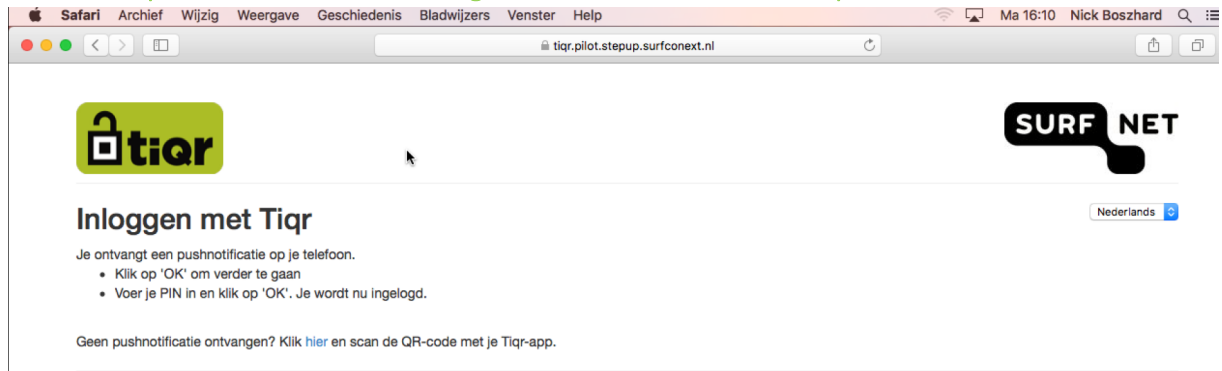 Safari Archief Wijzig Weergave Geschiedenis Bladwijzers Venster Help Ma 16:10 Nick Boszhard
tiqr.pilot.stepup.surfconext.nl
tiqr
SURF NET
Inloggen met Tiqr
Nederlands
Je ontvangt een pushnotificatie op je telefoon.
• Klik op 'OK' om verder te gaan
• Voer je PIN in en klik op 'OK'. Je wordt nu ingelogd.
Geen pushnotificatie ontvangen? Klik hier en scan de QR-code met je Tiqr-app.